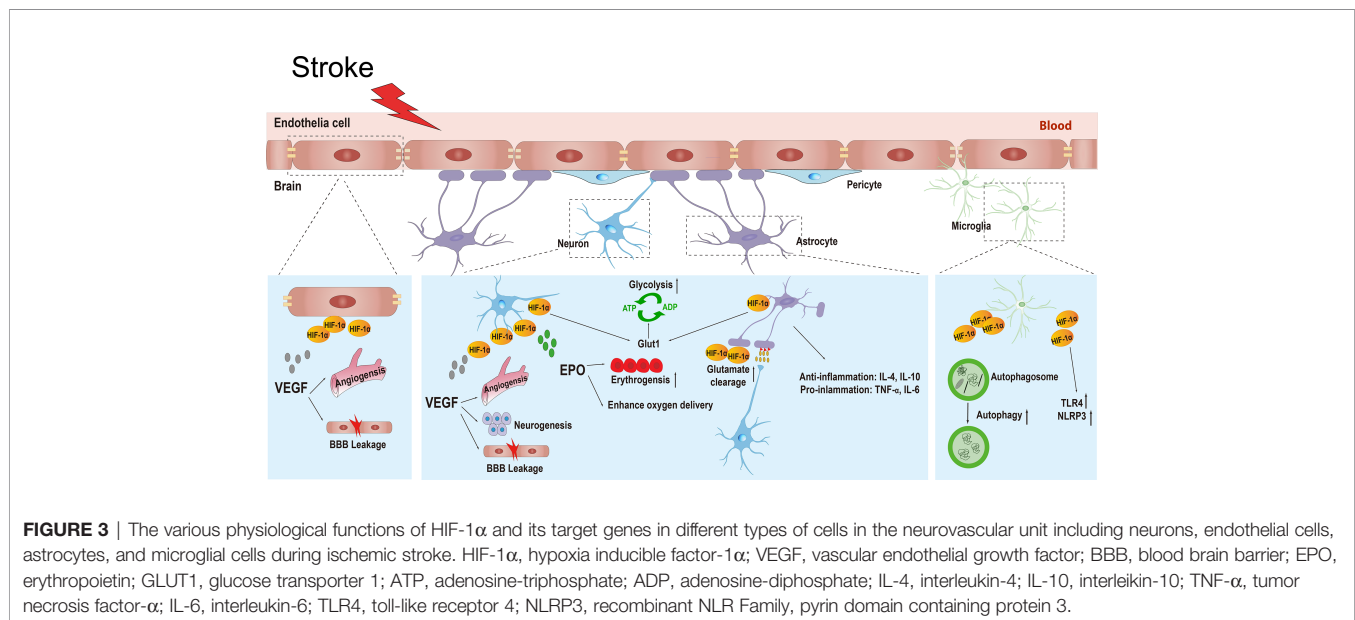 Stroke
Endothelia cell
Blood
Brain
Pericyte
Neuron
Astrocyte
Microglia
HIF-1α
HIF-1α
HIF-1α
VEGF
Angiogensis
BBB Leakage
HIF-1α
HIF-1α
HIF-1α
HIF-1α
VEGF
Angiogensis
Neurogenesis
BBB Leakage
Glycolysis
ATP
ADP
Glut1
EPO
Erythrogensis
Enhance oxygen delivery
HIF-1α
HIF-1α
HIF-1α
Glutamate
clearage
Anti-inflammation: IL-4, IL-10
Pro-inlammation: TNF-α, IL-6
HIF-1α
HIF-1α
HIF-1α
HIF-1α
HIF-1α
Autophagosome
Autophagy
TLR4
NLRP3
FIGURE 3 | The various physiological functions of HIF-1α and its target genes in different types of cells in the neurovascular unit including neurons, endothelial cells,
astrocytes, and microglial cells during ischemic stroke. HIF-1α, hypoxia inducible factor-1α; VEGF, vascular endothelial growth factor; BBB, blood brain barrier; EPO,
erythropoietin; GLUT1, glucose transporter 1; ATP, adenosine-triphosphate; ADP, adenosine-diphosphate; IL-4, interleukin-4; IL-10, interleikin-10; TNF-α, tumor
necrosis factor-α; IL-6, interleukin-6; TLR4, toll-like receptor 4; NLRP3, recombinant NLR Family, pyrin domain containing protein 3.